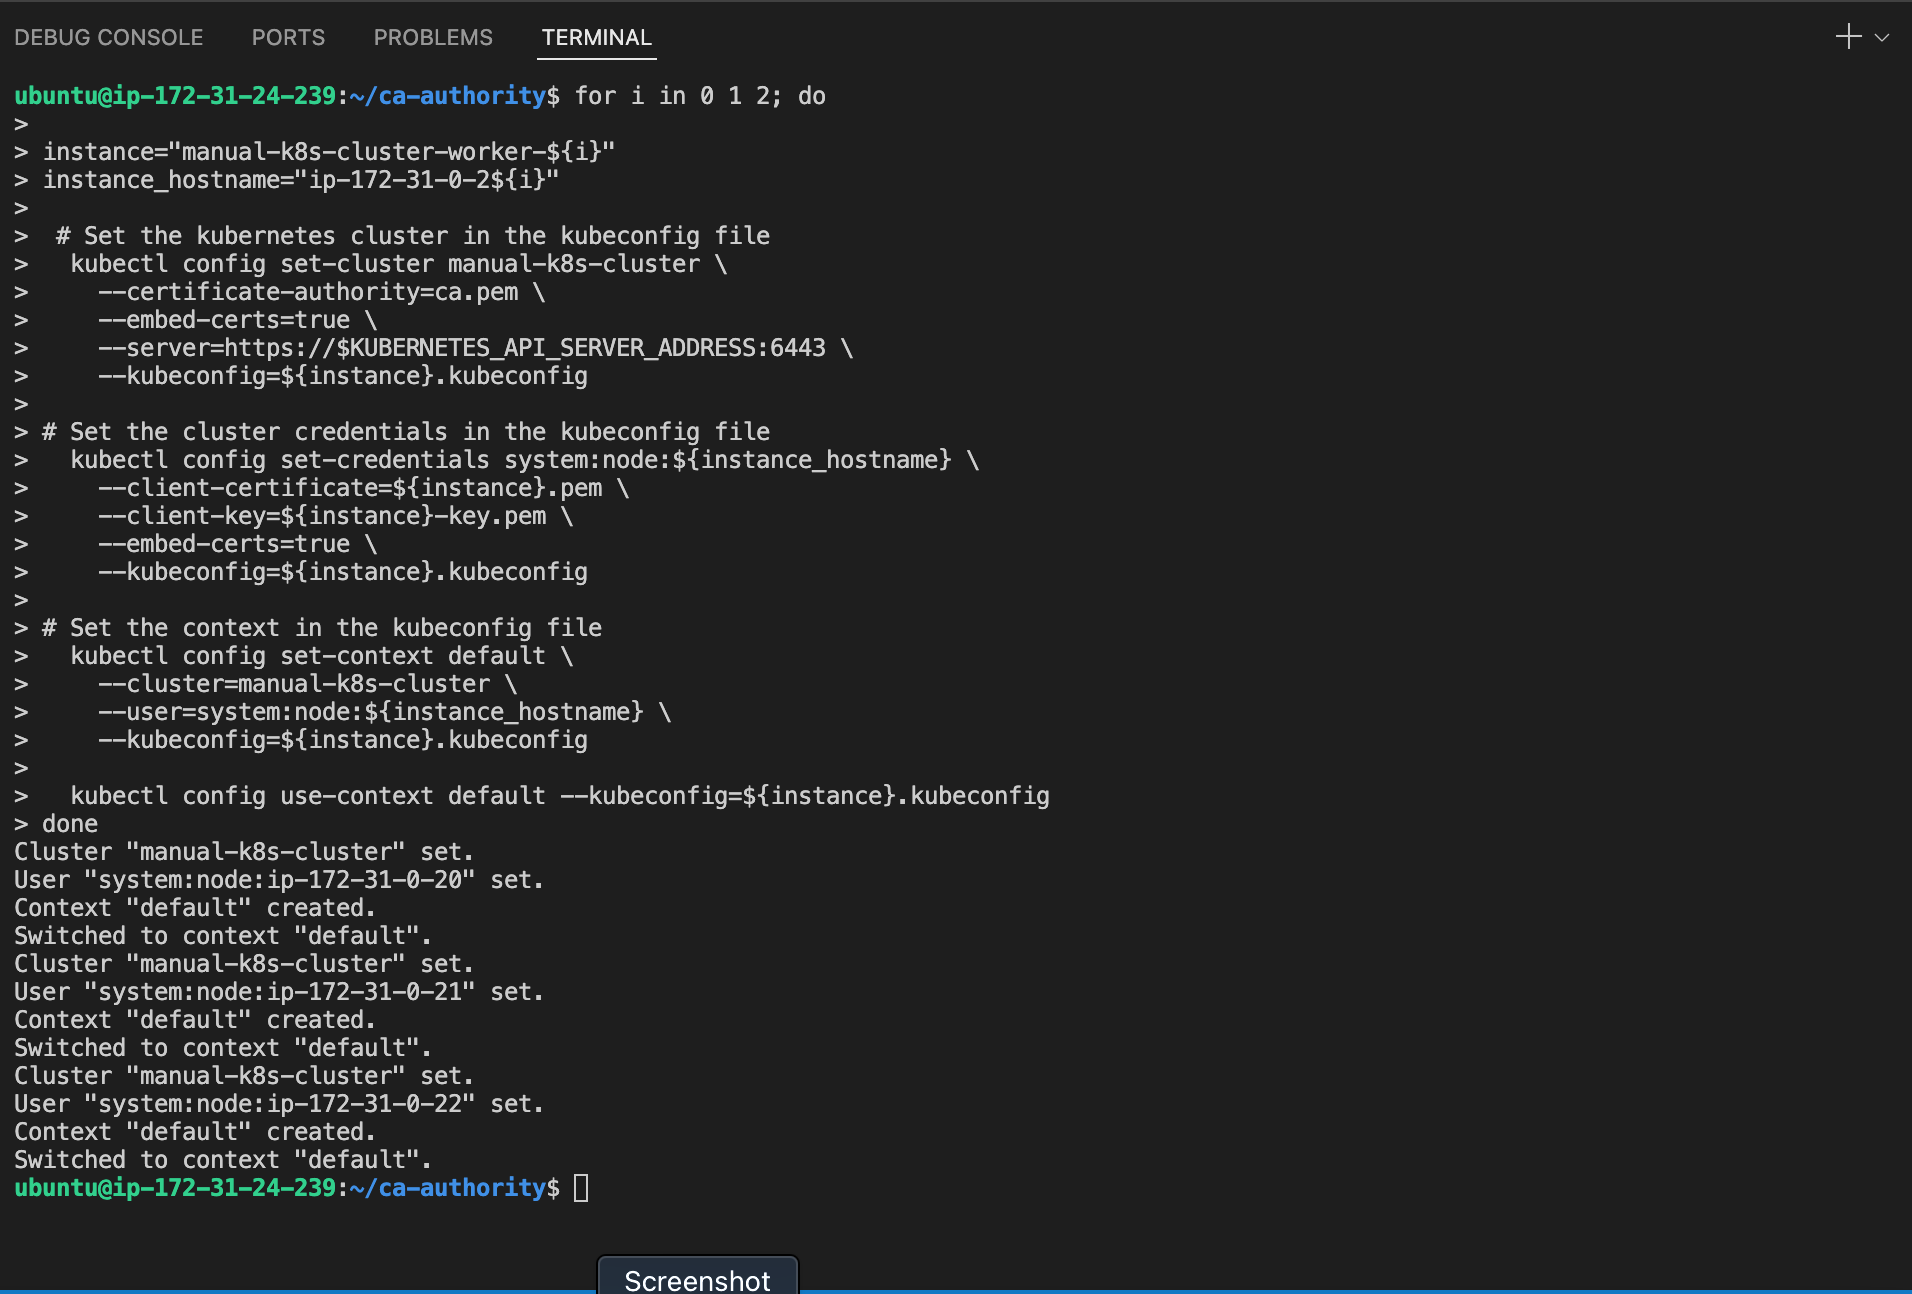 DEBUG CONSOLE PORTS PROBLEMS TERMINAL
ubuntu@ip-172-31-24-239:~/ca-authority$ for i in 0 1 2; do
>
> instance="manual-k8s-cluster-worker-${i}"
> instance_hostname="ip-172-31-0-2${i}"
>
>  # Set the kubernetes cluster in the kubeconfig file
>   kubectl config set-cluster manual-k8s-cluster \
>     --certificate-authority=ca.pem \
>     --embed-certs=true \
>     --server=https://$KUBERNETES_API_SERVER_ADDRESS:6443 \
>     --kubeconfig=${instance}.kubeconfig
>
> # Set the cluster credentials in the kubeconfig file
>   kubectl config set-credentials system:node:${instance_hostname} \
>     --client-certificate=${instance}.pem \
>     --client-key=${instance}-key.pem \
>     --embed-certs=true \
>     --kubeconfig=${instance}.kubeconfig
>
> # Set the context in the kubeconfig file
>   kubectl config set-context default \
>     --cluster=manual-k8s-cluster \
>     --user=system:node:${instance_hostname} \
>     --kubeconfig=${instance}.kubeconfig
>
>   kubectl config use-context default --kubeconfig=${instance}.kubeconfig
> done
Cluster "manual-k8s-cluster" set.
User "system:node:ip-172-31-0-20" set.
Context "default" created.
Switched to context "default".
Cluster "manual-k8s-cluster" set.
User "system:node:ip-172-31-0-21" set.
Context "default" created.
Switched to context "default".
Cluster "manual-k8s-cluster" set.
User "system:node:ip-172-31-0-22" set.
Context "default" created.
Switched to context "default".
ubuntu@ip-172-31-24-239:~/ca-authority$
Screenshot